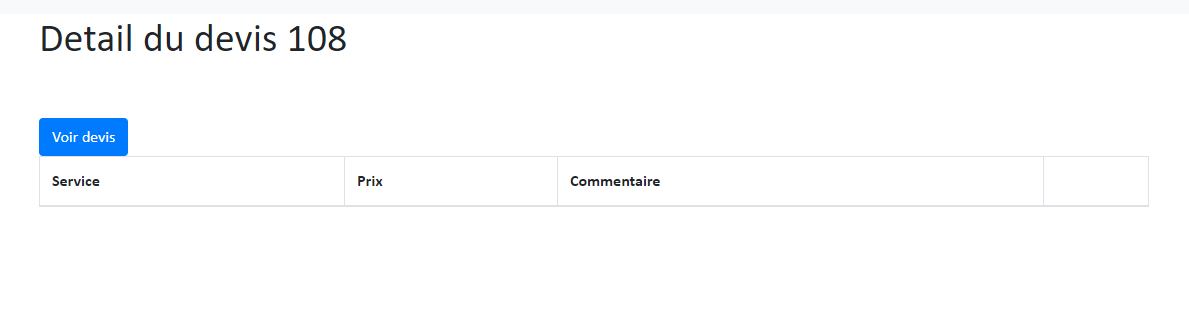 Detail du devis 108
Voir devis
Service Prix Commentaire